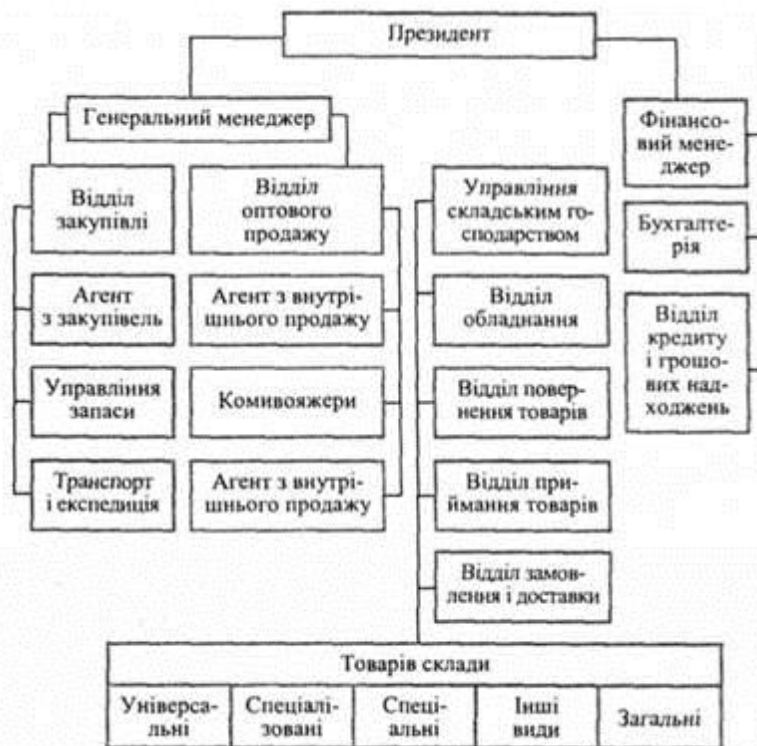 Президент
Генеральний менеджер
Фінансо-
вий мене-
джер
Відділ
закупівлі
Відділ
оптового
продажу
Управління
складським го-
сподарством
Бухгалте-
рія
Агент
з закупівель
Агент з внутрі-
шнього продажу
Відділ
обладнання
Відділ
кредиту
і грошо-
вих над-
ходжень
Управління
запаси
Комивояжери
Відділ повер-
нення товарів
Транспорт
і експедиція
Агент з внутрі-
шнього продажу
Відділ при-
ймання товарів
Відділ замов-
лення і доставки
Товарів склади
Універса-
льні
Спеціалі-
зовані
Спеці-
альні
Інші
види
Загальні